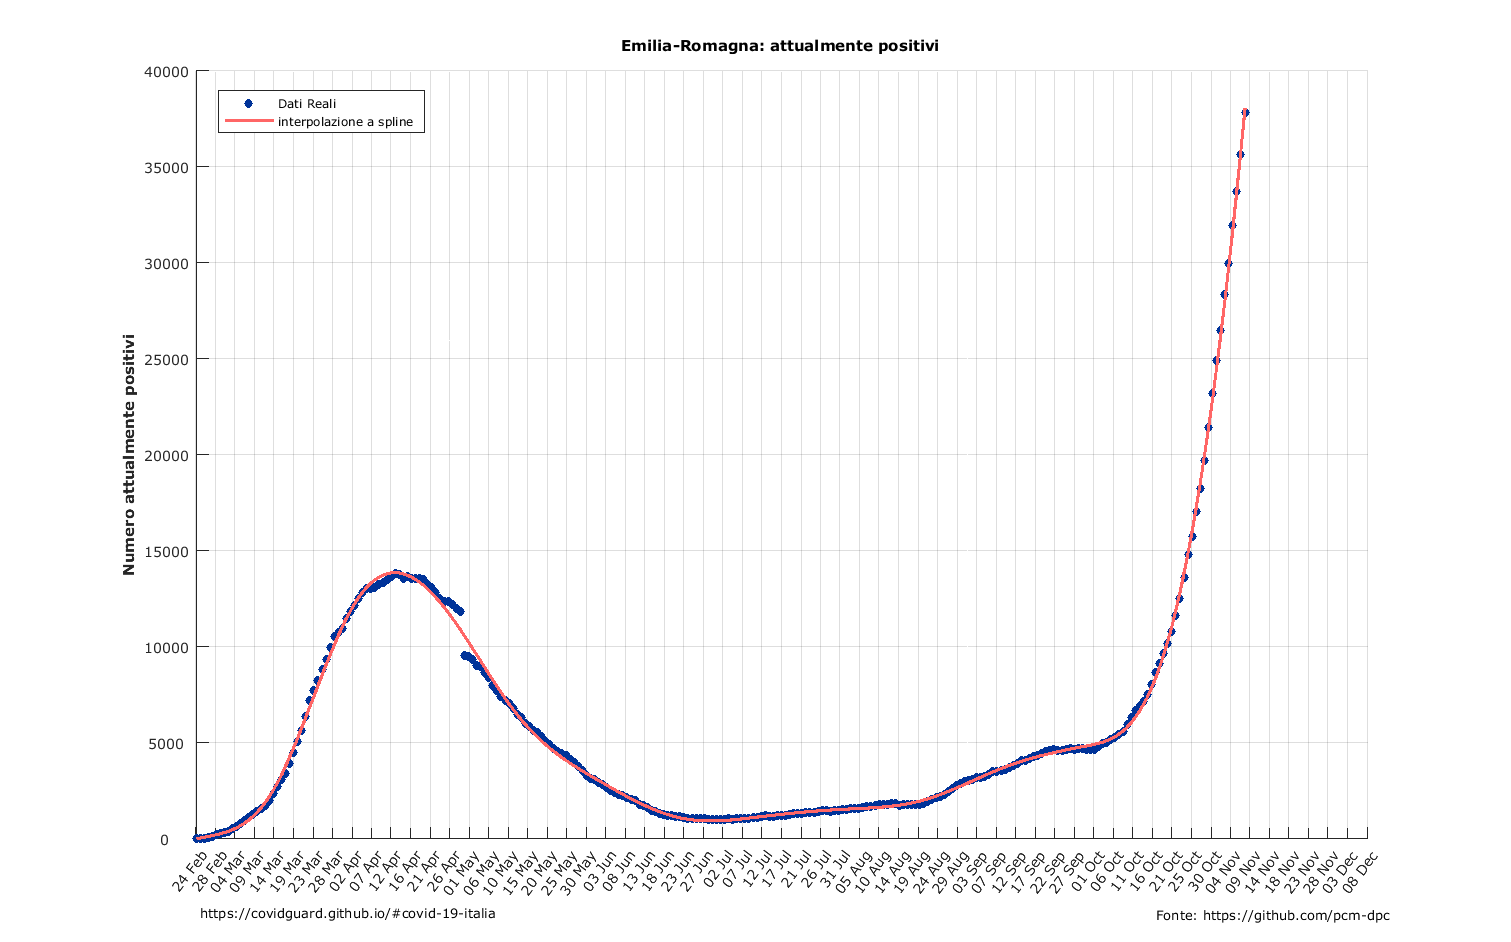 Emilia-Romagna: attualmente positivi
40000
35000
30000
25000
20000
15000
10000
5000
0
Numero attualmente positivi
Dati Reali
interpolazione a spline
24 Feb
28 Feb
04 Mar
09 Mar
14 Mar
19 Mar
23 Mar
28 Mar
02 Apr
07 Apr
12 Apr
16 Apr
21 Apr
26 Apr
01 May
06 May
10 May
15 May
20 May
25 May
30 May
03 Jun
08 Jun
13 Jun
18 Jun
23 Jun
27 Jun
02 Jul
07 Jul
12 Jul
17 Jul
21 Jul
26 Jul
31 Jul
05 Aug
10 Aug
14 Aug
19 Aug
24 Aug
29 Aug
03 Sep
07 Sep
12 Sep
17 Sep
22 Sep
27 Sep
01 Oct
06 Oct
11 Oct
16 Oct
21 Oct
25 Oct
30 Oct
04 Nov
09 Nov
14 Nov
18 Nov
23 Nov
28 Nov
03 Dec
08 Dec
https://covidguard.github.io/#covid-19-italia
Fonte: https://github.com/pcm-dpc